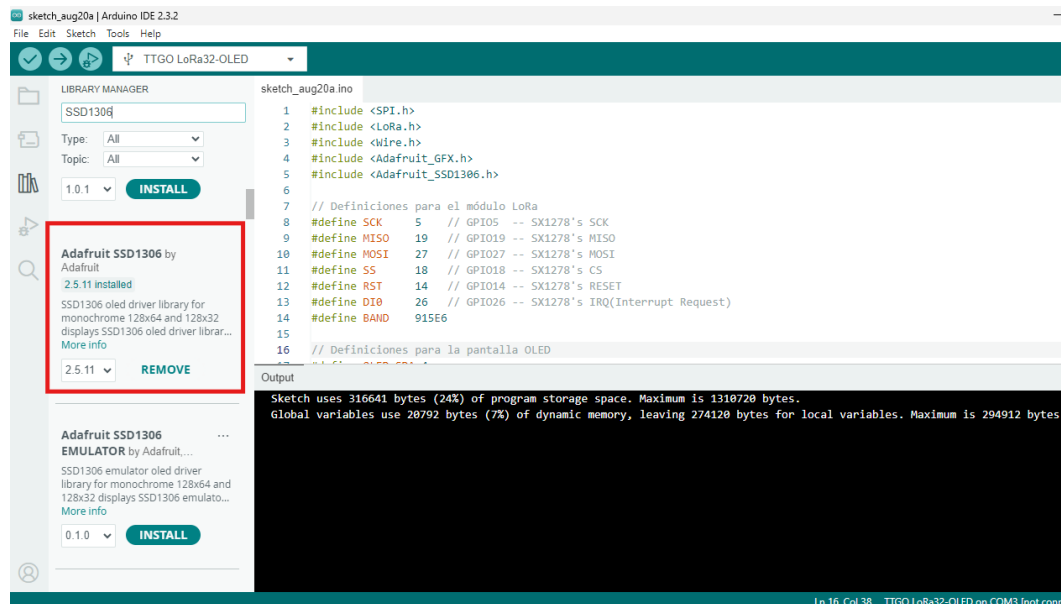 sketch_aug20a | Arduino IDE 2.3.2
File Edit Sketch Tools Help
TTGO LoRa32-OLED
LIBRARY MANAGER
SSD1306
Type: All
Topic: All
1.0.1 INSTALL
Adafruit SSD1306 by
Adafruit
2.5.11 installed
SSD1306 oled driver library for
monochrome 128x64 and 128x32
displays SSD1306 oled driver librar...
More info
2.5.11 REMOVE
Adafruit SSD1306 ...
EMULATOR by Adafruit,...
SSD1306 emulator oled driver
library for monochrome 128x64 and
128x32 displays SSD1306 emulato...
More info
0.1.0 INSTALL
sketch_aug20a.ino
1 #include <SPI.h>
2 #include <LoRa.h>
3 #include <Wire.h>
4 #include <Adafruit_GFX.h>
5 #include <Adafruit_SSD1306.h>
6
7 // Definiciones para el módulo LoRa
8 #define SCK 5 // GPIO5 -- SX1278's SCK
9 #define MISO 19 // GPIO19 -- SX1278's MISO
10 #define MOSI 27 // GPIO27 -- SX1278's MOSI
11 #define SS 18 // GPIO18 -- SX1278's CS
12 #define RST 14 // GPIO14 -- SX1278's RESET
13 #define DI0 26 // GPIO26 -- SX1278's IRQ(Interrupt Request)
14 #define BAND 915E6
15
16 // Definiciones para la pantalla OLED
Output
Sketch uses 316641 bytes (24%) of program storage space. Maximum is 1310720 bytes.
Global variables use 20792 bytes (7%) of dynamic memory, leaving 274120 bytes for local variables. Maximum is 294912 bytes
Ln 16, Col 38 TTGO LoRa32-OLED on COM3 [not con